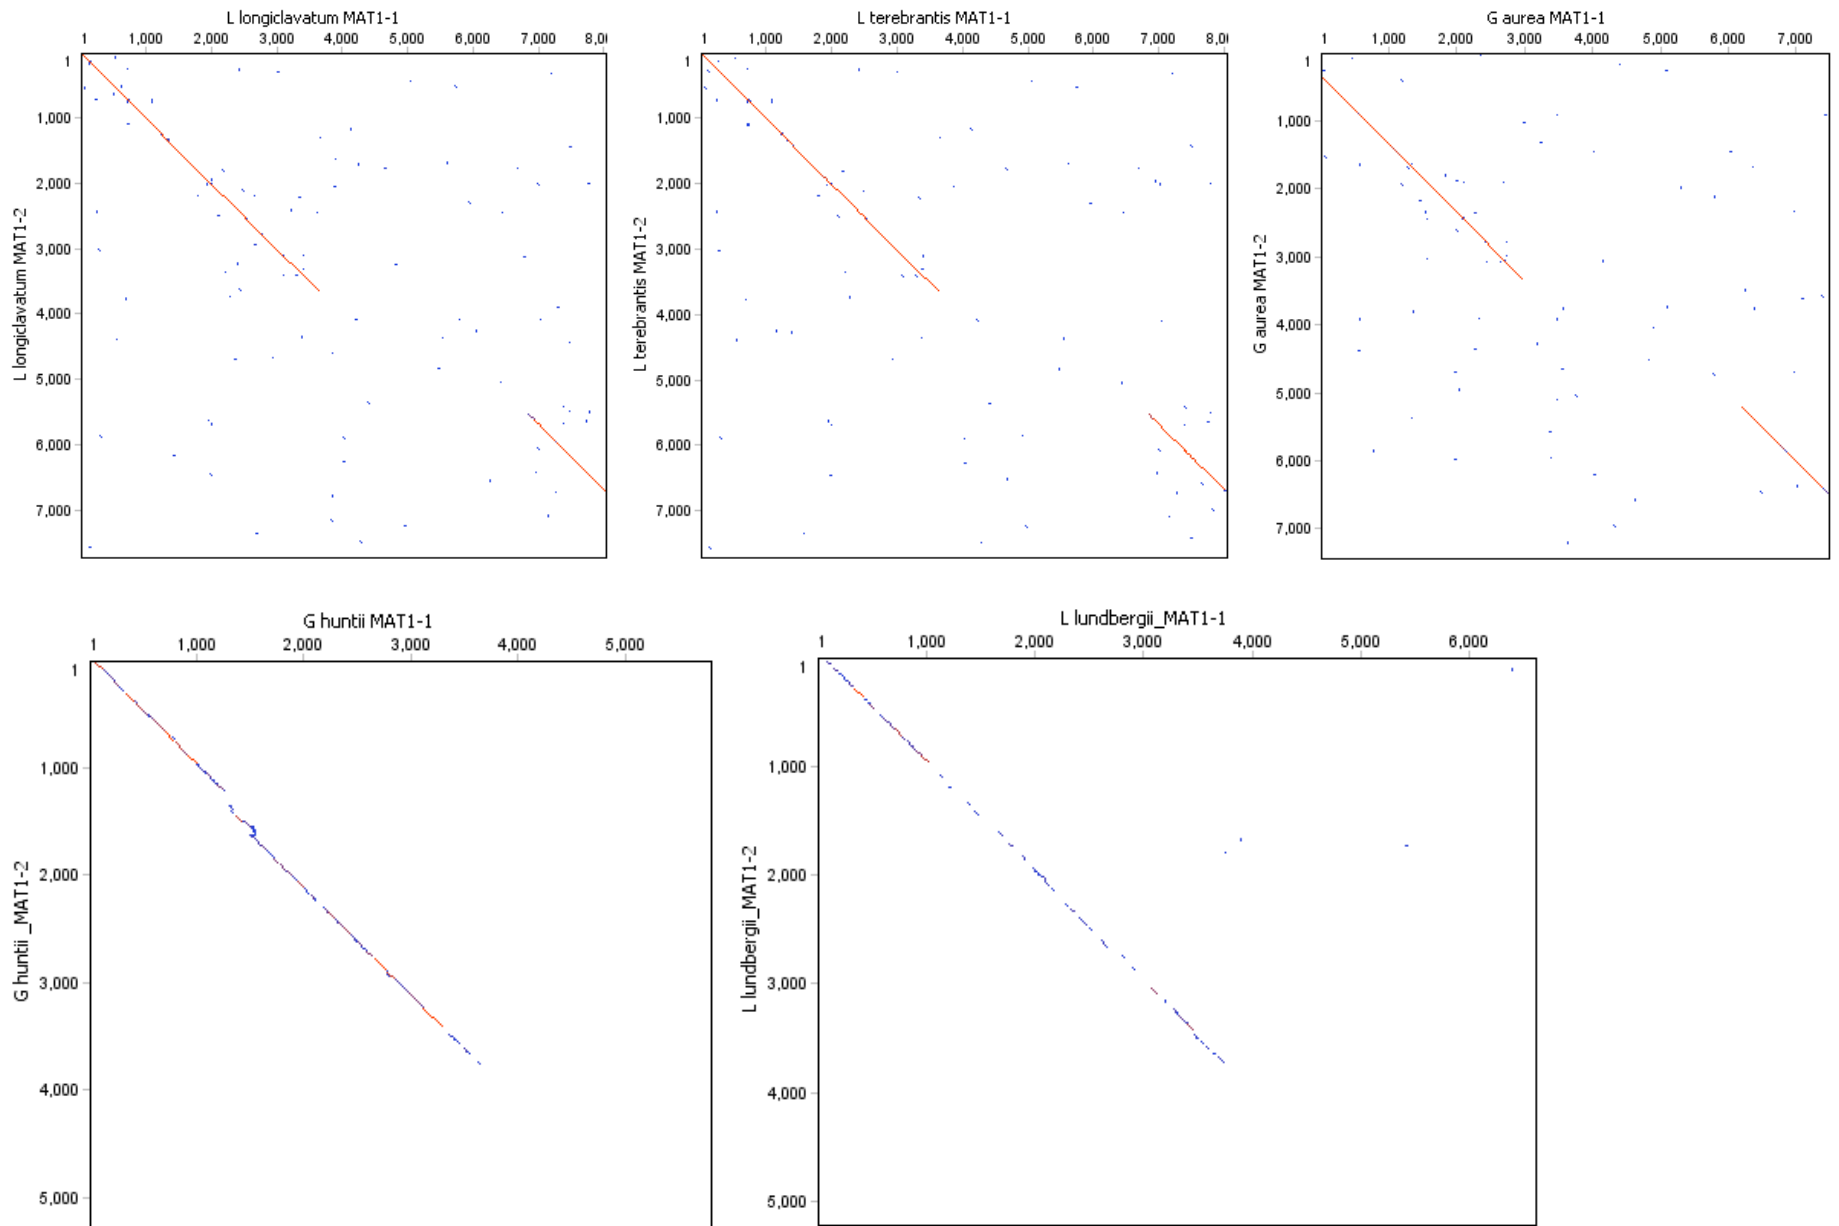 L longiclavatum MAT1-1
1 1,000 2,000 3,000 4,000 5,000 6,000 7,000 8,0
L longiclavatum MAT1-2
1
1,000
2,000
3,000
4,000
5,000
6,000
7,000
L terebrantis MAT1-1
1 1,000 2,000 3,000 4,000 5,000 6,000 7,000 8,0
L terebrantis MAT1-2
1
1,000
2,000
3,000
4,000
5,000
6,000
7,000
G aurea MAT1-1
1 1,000 2,000 3,000 4,000 5,000 6,000 7,000
G aurea MAT1-2
1
1,000
2,000
3,000
4,000
5,000
6,000
7,000
G huntii MAT1-1
1 1,000 2,000 3,000 4,000 5,000
G huntii _MAT1-2
1
1,000
2,000
3,000
4,000
5,000
L lundbergii_MAT1-1
1 1,000 2,000 3,000 4,000 5,000 6,000
L lundbergii_MAT1-2
1
1,000
2,000
3,000
4,000
5,000